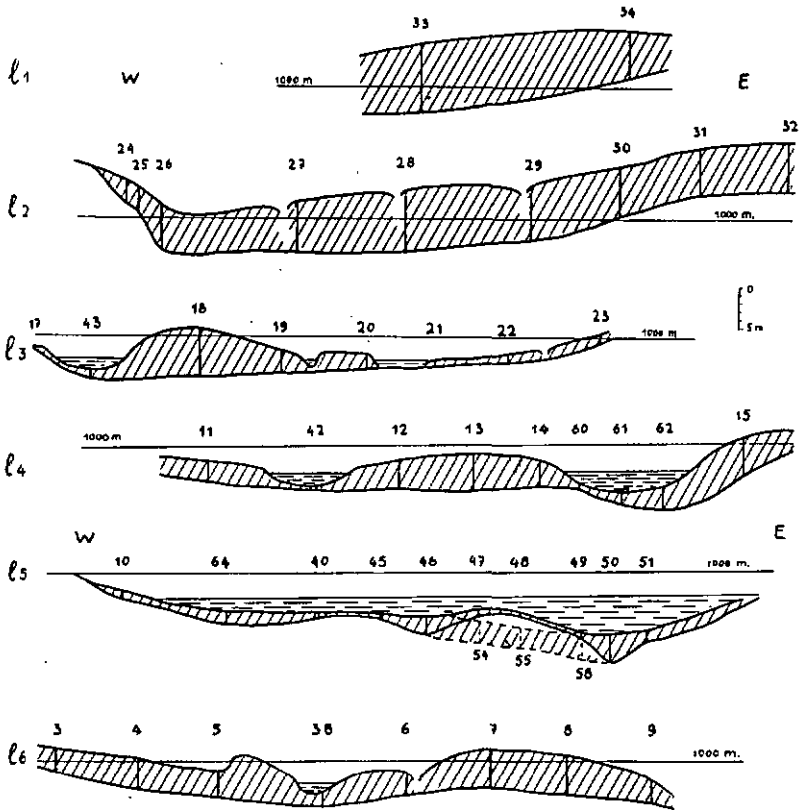 33 34
l1 W 1000 m E
24 25 26 27 28 29 30 31 32
l2 1000 m.
0
5m
17 43 18 19 20 21 22 23
l3 1000 m
1000 m 11 42 12 13 14 60 61 62 15
l4
W E
l5 10 64 40 45 46 47 48 49 50 51 1000 m.
54 55 58
3 4 5 38 6 7 8 9
l6 1000 m.